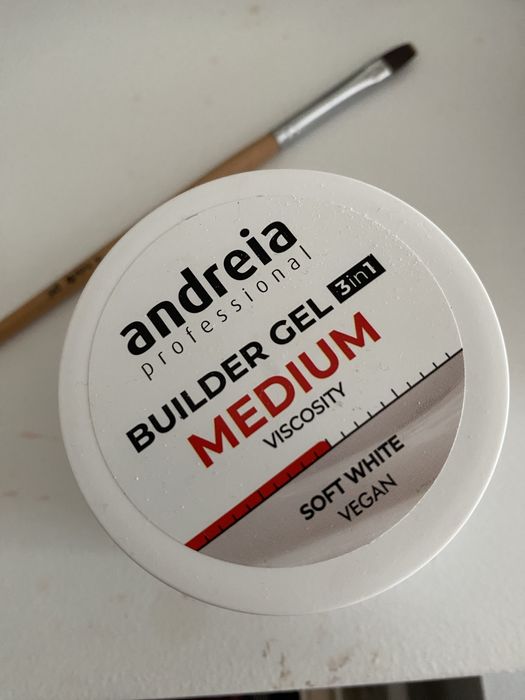 andreia
professional
BUILDER GEL 3in1
MEDIUM
VISCOSITY
SOFT WHITE
VEGAN